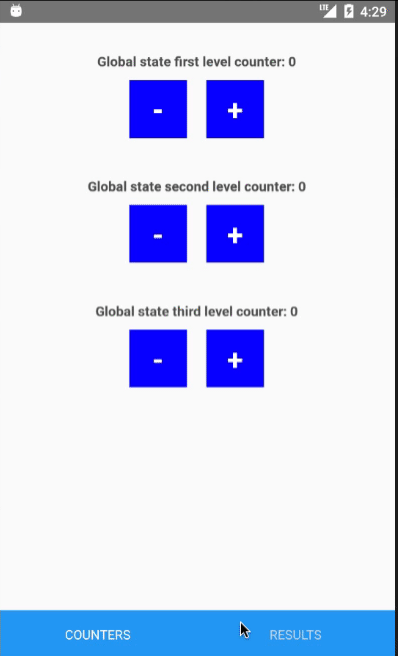 LTE 4:29
Global state first level counter: 0
- +
Global state second level counter: 0
- +
Global state third level counter: 0
- +
COUNTERS RESULTS